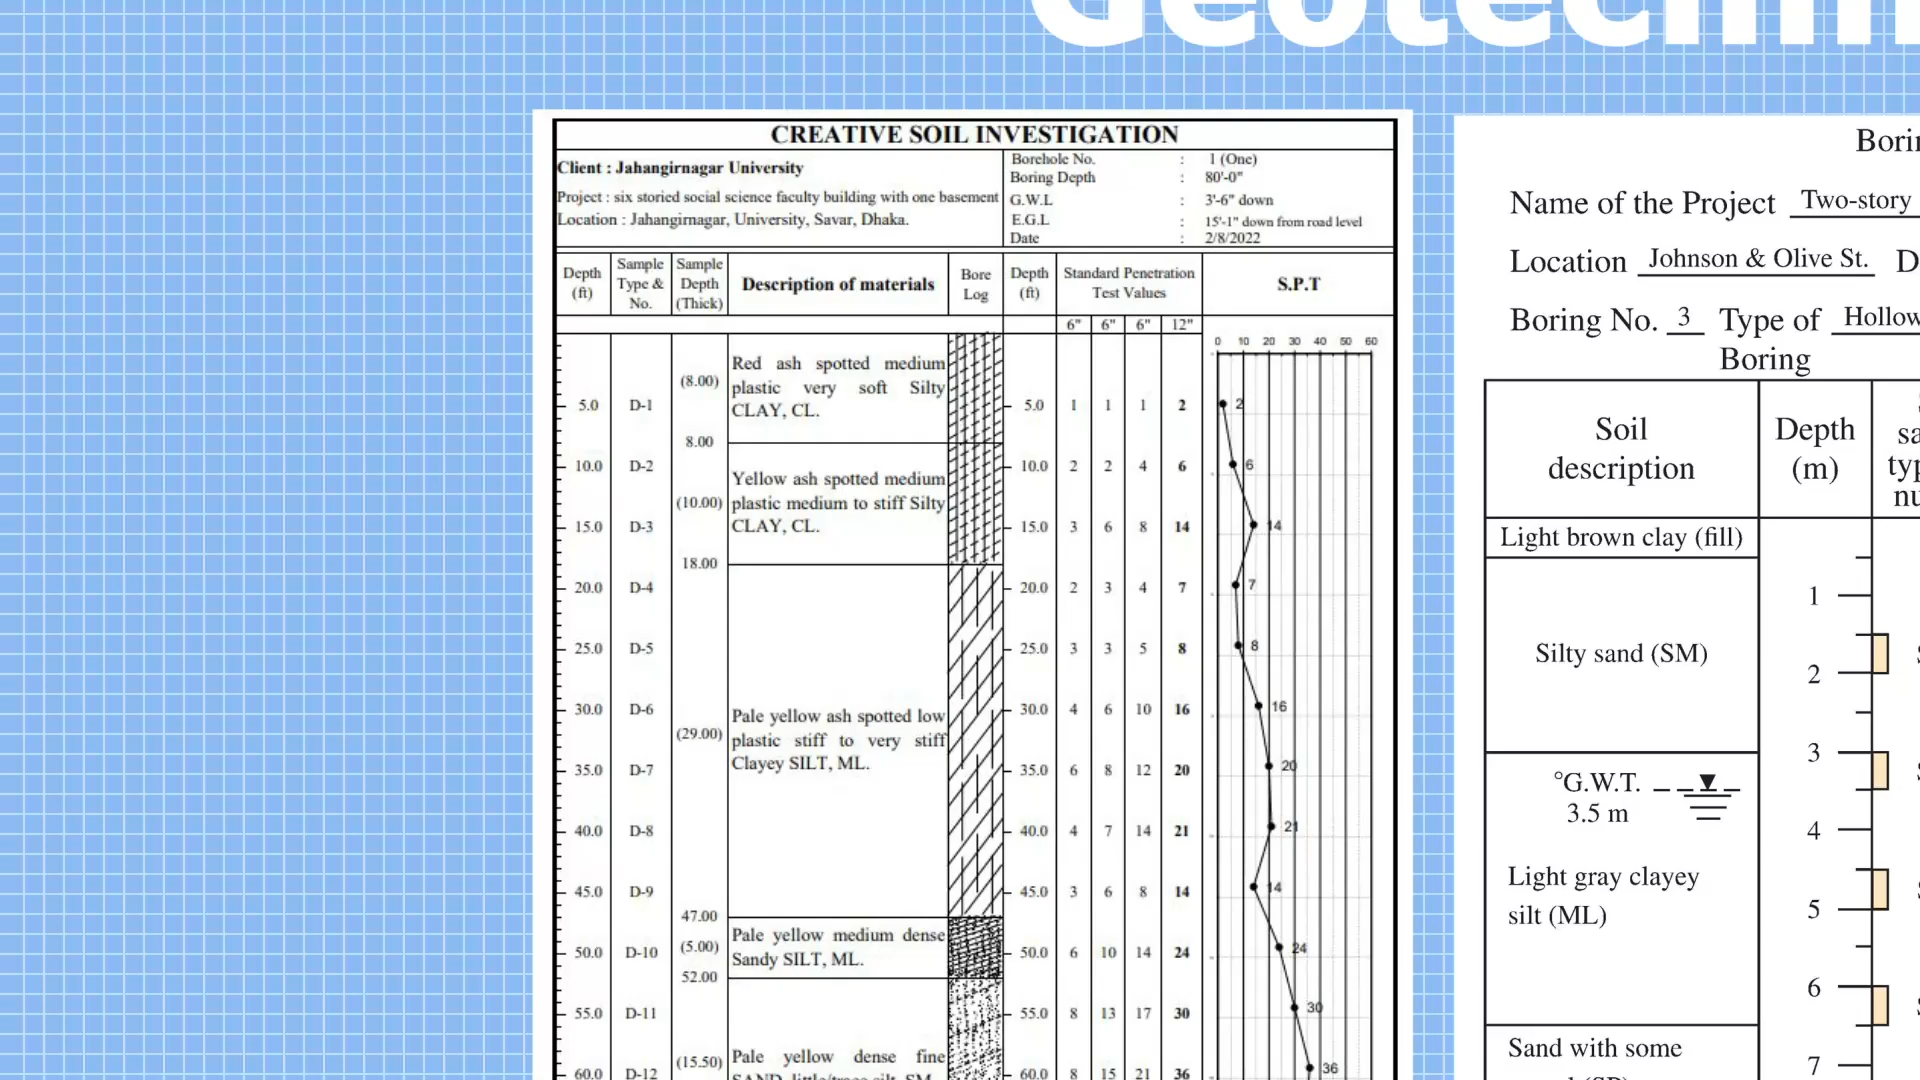 CREATIVE SOIL INVESTIGATION
Client : Jahangirnagar University
Project : six storied social science faculty building with one basement
Location : Jahangirnagar, University, Savar, Dhaka.
Borehole No. : 1 (One)
Boring Depth : 80'-0"
G.W.L : 3'-6" down
E.G.L : 15'-1" down from road level
Date : 2/8/2022
Depth (ft)
Sample Type & No.
Sample Depth (Thick)
Description of materials
Bore Log
Depth (ft)
Standard Penetration Test Values
S.P.T
6" 6" 6" 12"
0 10 20 30 40 50 60
(8.00)
Red ash spotted medium
plastic very soft Silty
CLAY, CL.
5.0 D-1 5.0 1 1 1 2 2
8.00
10.0 D-2 10.0 2 2 4 6 6
Yellow ash spotted medium
(10.00) plastic medium to stiff Silty
CLAY, CL.
15.0 D-3 15.0 3 6 8 14 14
18.00
20.0 D-4 20.0 2 3 4 7 7
25.0 D-5 25.0 3 3 5 8 8
30.0 D-6 30.0 4 6 10 16 16
Pale yellow ash spotted low
(29.00) plastic stiff to very stiff
Clayey SILT, ML.
35.0 D-7 35.0 6 8 12 20 20
40.0 D-8 40.0 4 7 14 21 21
45.0 D-9 45.0 3 6 8 14 14
47.00
Pale yellow medium dense
(5.00) Sandy SILT, ML.
50.0 D-10 50.0 6 10 14 24 24
52.00
55.0 D-11 55.0 8 13 17 30 30
(15.50) Pale yellow dense fine
60.0 D-12 60.0 8 15 21 36 36
Name of the Project Two-story
Location Johnson & Olive St. D
Boring No. 3 Type of Hollow
Boring
Soil
description
Depth
(m)
Light brown clay (fill)
1
Silty sand (SM)
2
3
°G.W.T.
3.5 m
4
Light gray clayey
silt (ML)
5
6
Sand with some
7